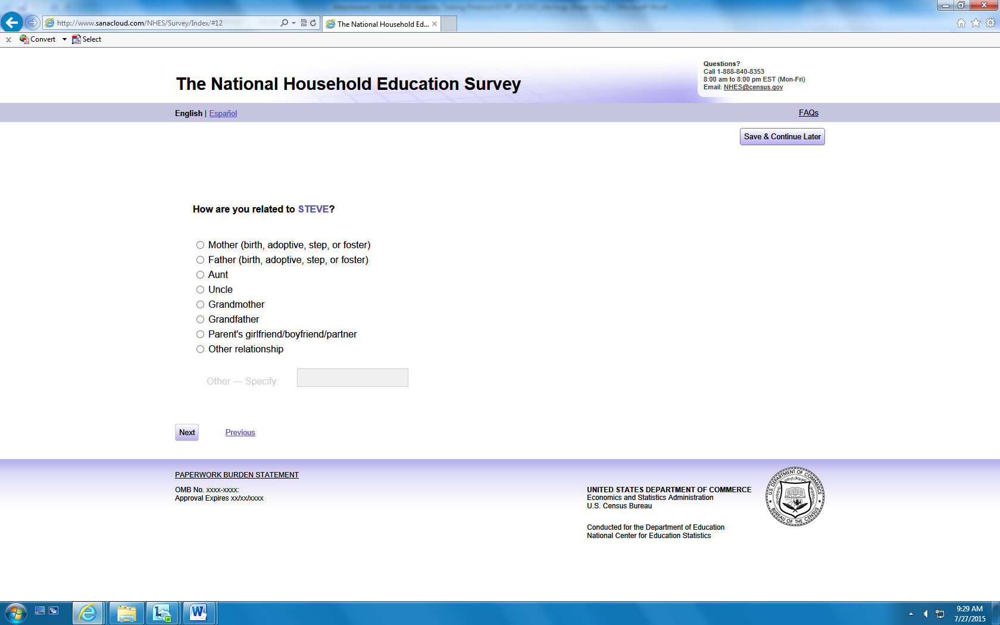 http://www.sanacloud.com/NHES/Survey/Index/#12
The National Household Ed...
Convert
Select
The National Household Education Survey
Questions?
Call 1-888-840-8353
8:00 am to 8:00 pm EST (Mon-Fri)
Email: NHES@census.gov
English | Español
FAQs
Save & Continue Later
How are you related to STEVE?
Mother (birth, adoptive, step, or foster)
Father (birth, adoptive, step, or foster)
Aunt
Uncle
Grandmother
Grandfather
Parent's girlfriend/boyfriend/partner
Other relationship
Other — Specify:
Next
Previous
PAPERWORK BURDEN STATEMENT
OMB No. xxxx-xxxx:
Approval Expires xx/xx/xxxx
UNITED STATES DEPARTMENT OF COMMERCE
Economics and Statistics Administration
U.S. Census Bureau
Conducted for the Department of Education
National Center for Education Statistics
U.S. DEPARTMENT OF COMMERCE
BUREAU OF THE CENSUS
9:29 AM
7/27/2015